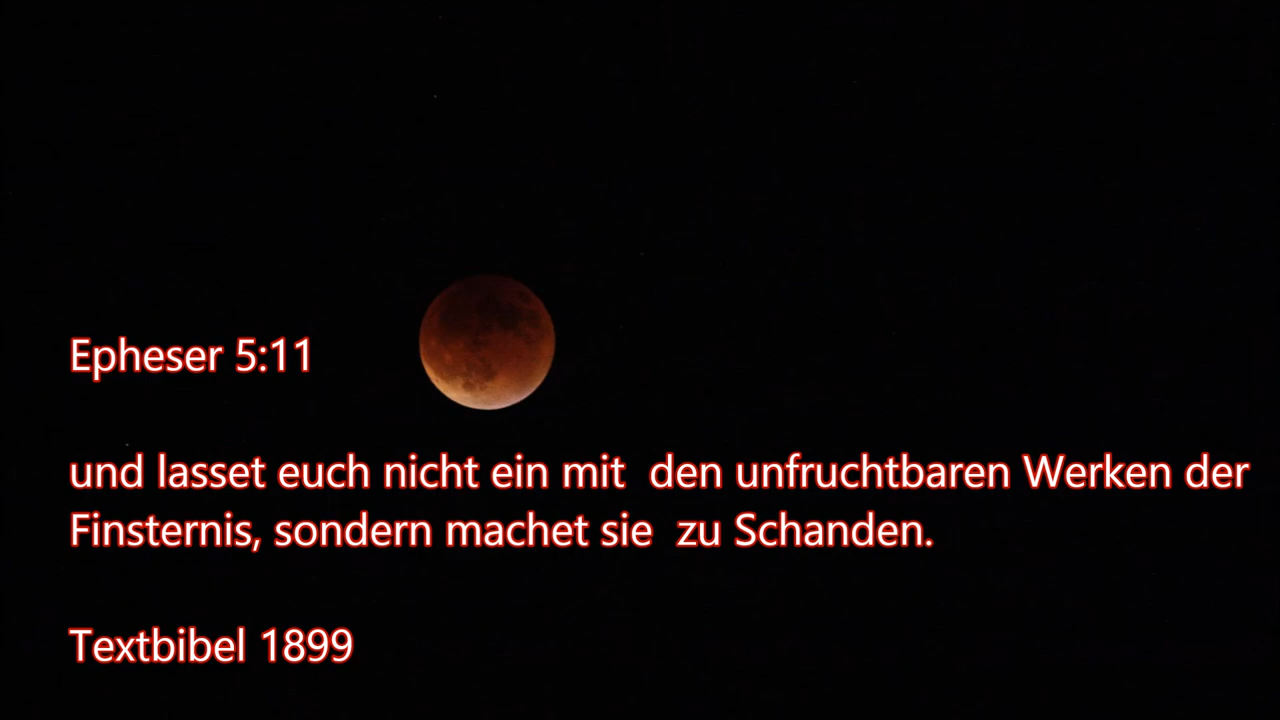 Epheser 5:11
und lasset euch nicht ein mit  den unfruchtbaren Werken der
Finsternis, sondern machet sie  zu Schanden.
Textbibel 1899